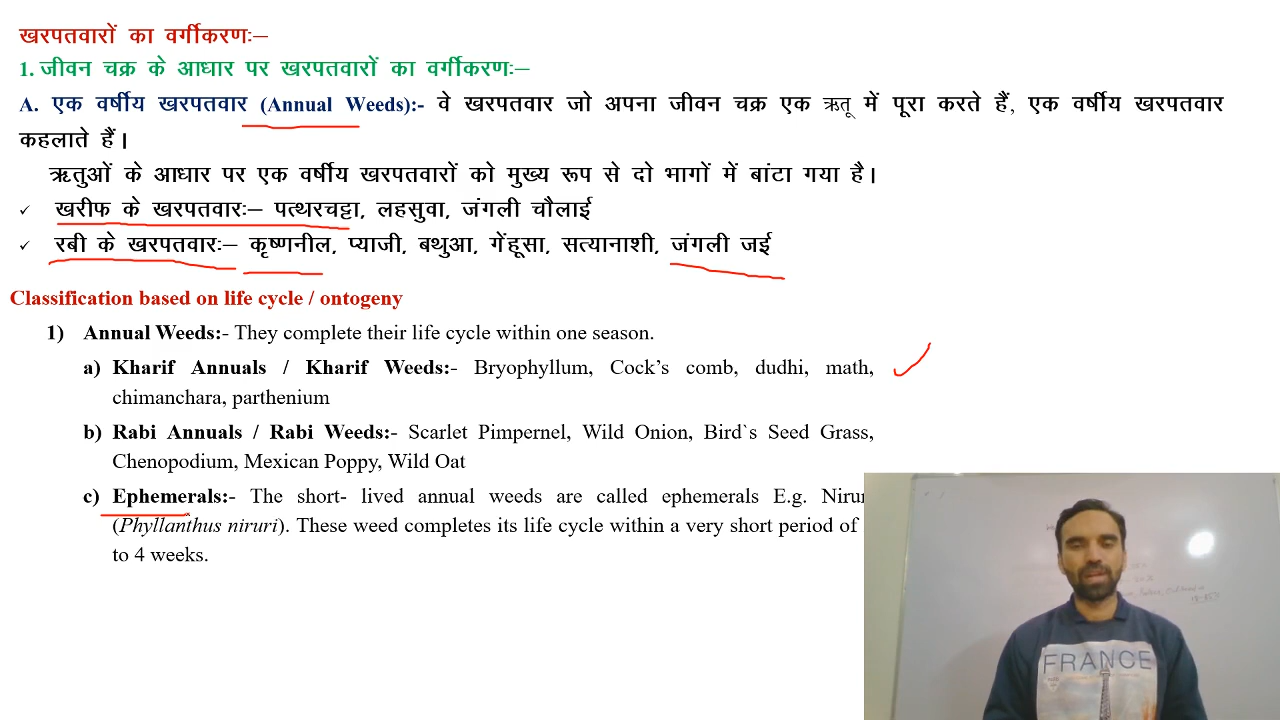 खरपतवारों का वर्गीकरणः–
1. जीवन चक्र के आधार पर खरपतवारों का वर्गीकरणः–
A. एक वर्षीय खरपतवार (Annual Weeds):- वे खरपतवार जो अपना जीवन चक्र एक ऋतू में पूरा करते हैं, एक वर्षीय खरपतवार
कहलाते हैं।
ऋतुओं के आधार पर एक वर्षीय खरपतवारों को मुख्य रूप से दो भागों में बांटा गया है।
✓ खरीफ के खरपतवारः– पत्थरचट्टा, लहसुवा, जंगली चौलाई
✓ रबी के खरपतवारः– कृष्णनील, प्याजी, बथुआ, गेंहूसा, सत्यानाशी, जंगली जई
Classification based on life cycle / ontogeny
1) Annual Weeds:- They complete their life cycle within one season.
a) Kharif Annuals / Kharif Weeds:- Bryophyllum, Cock's comb, dudhi, math,
chimanchara, parthenium
b) Rabi Annuals / Rabi Weeds:- Scarlet Pimpernel, Wild Onion, Bird`s Seed Grass,
Chenopodium, Mexican Poppy, Wild Oat
c) Ephemerals:- The short- lived annual weeds are called ephemerals E.g. Nirur
(Phyllanthus niruri). These weed completes its life cycle within a very short period of
to 4 weeks.
FRANCE